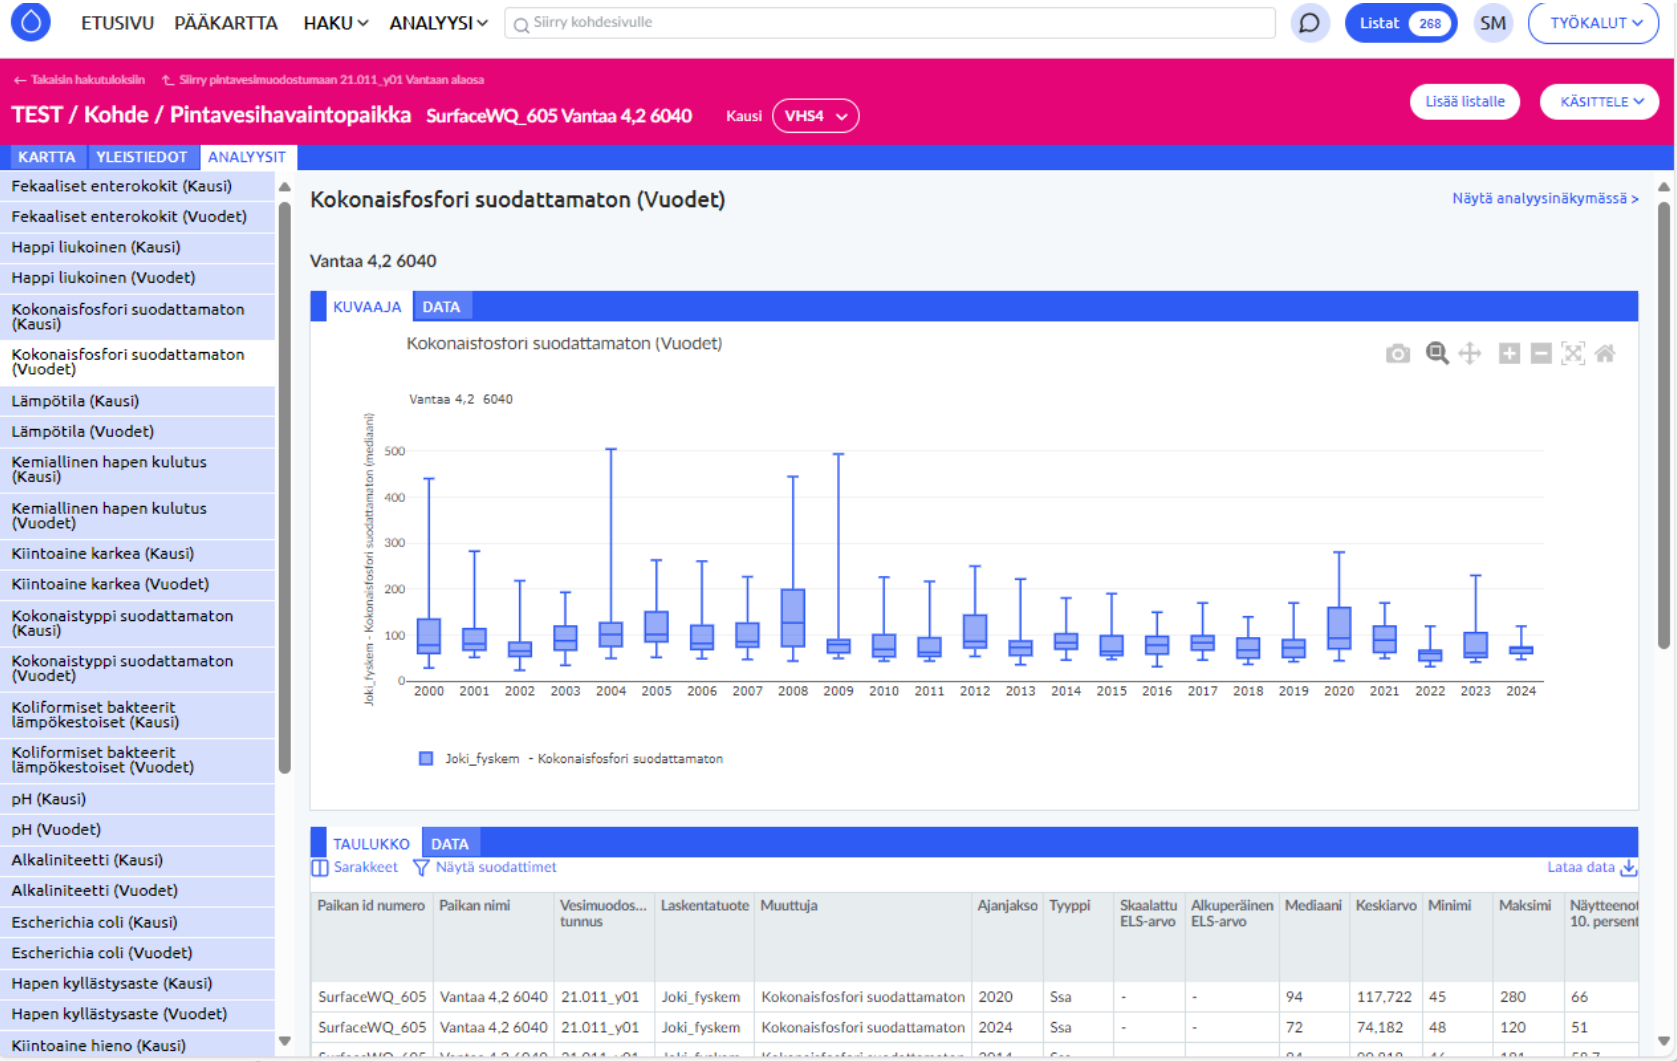 ETUSIVU PÄÄKARTTA HAKU ANALYYSI Siirry kohdesivulle Listat 268 SM TYÖKALUT
← Takaisin hakutuloksiin Siirry pintavesimuodostumaan 21.011_y01 Vantaan alaosa
TEST / Kohde / Pintavesihavaintopaikka SurfaceWQ_605 Vantaa 4,2 6040 Kausi VHS4 Lisää listalle KÄSITTELE
KARTTA YLEISTIEDOT ANALYYSIT
Fekaaliset enterokokit (Kausi)
Fekaaliset enterokokit (Vuodet)
Happi liukoinen (Kausi)
Happi liukoinen (Vuodet)
Kokonaisfosfori suodattamaton
(Kausi)
Kokonaisfosfori suodattamaton
(Vuodet)
Lämpötila (Kausi)
Lämpötila (Vuodet)
Kemiallinen hapen kulutus
(Kausi)
Kemiallinen hapen kulutus
(Vuodet)
Kiintoaine karkea (Kausi)
Kiintoaine karkea (Vuodet)
Kokonaistyppi suodattamaton
(Kausi)
Kokonaistyppi suodattamaton
(Vuodet)
Koliformiset bakteerit
lämpökestoiset (Kausi)
Koliformiset bakteerit
lämpökestoiset (Vuodet)
pH (Kausi)
pH (Vuodet)
Alkaliniteetti (Kausi)
Alkaliniteetti (Vuodet)
Escherichia coli (Kausi)
Escherichia coli (Vuodet)
Hapen kyllästysaste (Kausi)
Hapen kyllästysaste (Vuodet)
Kiintoaine hieno (Kausi)
Kokonaisfosfori suodattamaton (Vuodet) Näytä analyysinäkymässä >
Vantaa 4,2 6040
KUVAAJA DATA
Kokonaisfosfori suodattamaton (Vuodet)
Vantaa 4,2 6040
Joki_fyskem - Kokonaisfosfori suodattamaton (mediaani)
500
400
300
200
100
0
2000 2001 2002 2003 2004 2005 2006 2007 2008 2009 2010 2011 2012 2013 2014 2015 2016 2017 2018 2019 2020 2021 2022 2023 2024
Joki_fyskem - Kokonaisfosfori suodattamaton
TAULUKKO DATA
Sarakkeet Näytä suodattimet Lataa data
Paikan id numero Paikan nimi Vesimuodos... Laskentatuote Muuttuja Ajanjakso Tyyppi Skaalattu Alkuperäinen Mediaani Keskiarvo Minimi Maksimi Näytteenot
tunnus ELS-arvo ELS-arvo 10. persent
SurfaceWQ_605 Vantaa 4,2 6040 21.011_y01 Joki_fyskem Kokonaisfosfori suodattamaton 2020 Ssa - - 94 117,722 45 280 66
SurfaceWQ_605 Vantaa 4,2 6040 21.011_y01 Joki_fyskem Kokonaisfosfori suodattamaton 2024 Ssa - - 72 74,182 48 120 51